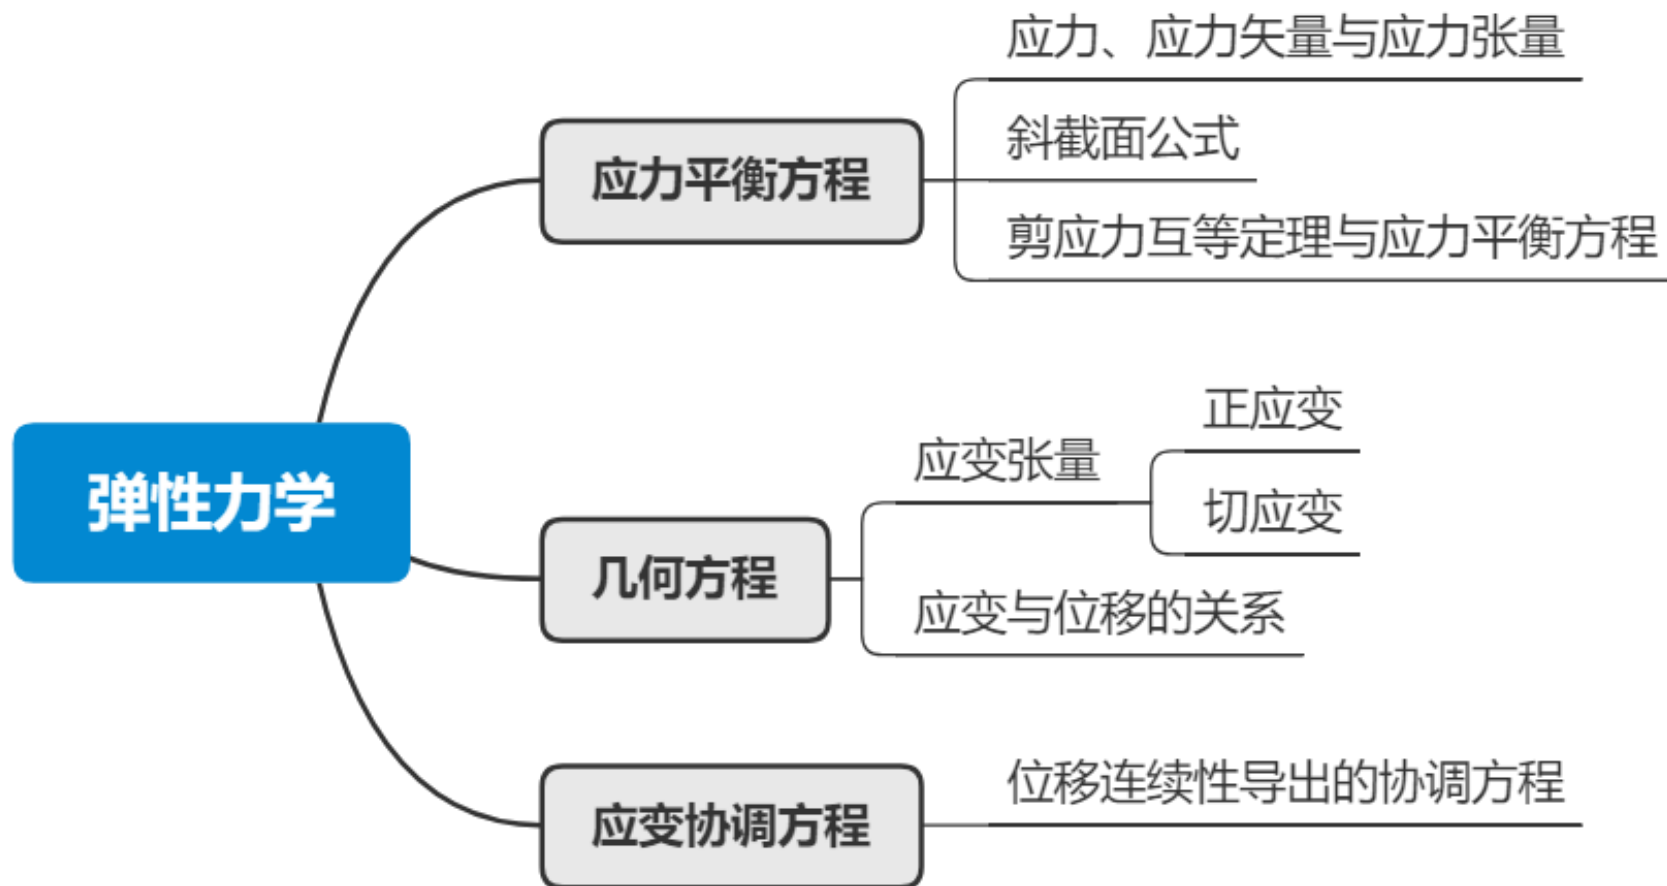 应力、应力矢量与应力张量
斜截面公式
应力平衡方程
剪应力互等定理与应力平衡方程
正应变
应变张量
切应变
弹性力学
几何方程
应变与位移的关系
位移连续性导出的协调方程
应变协调方程